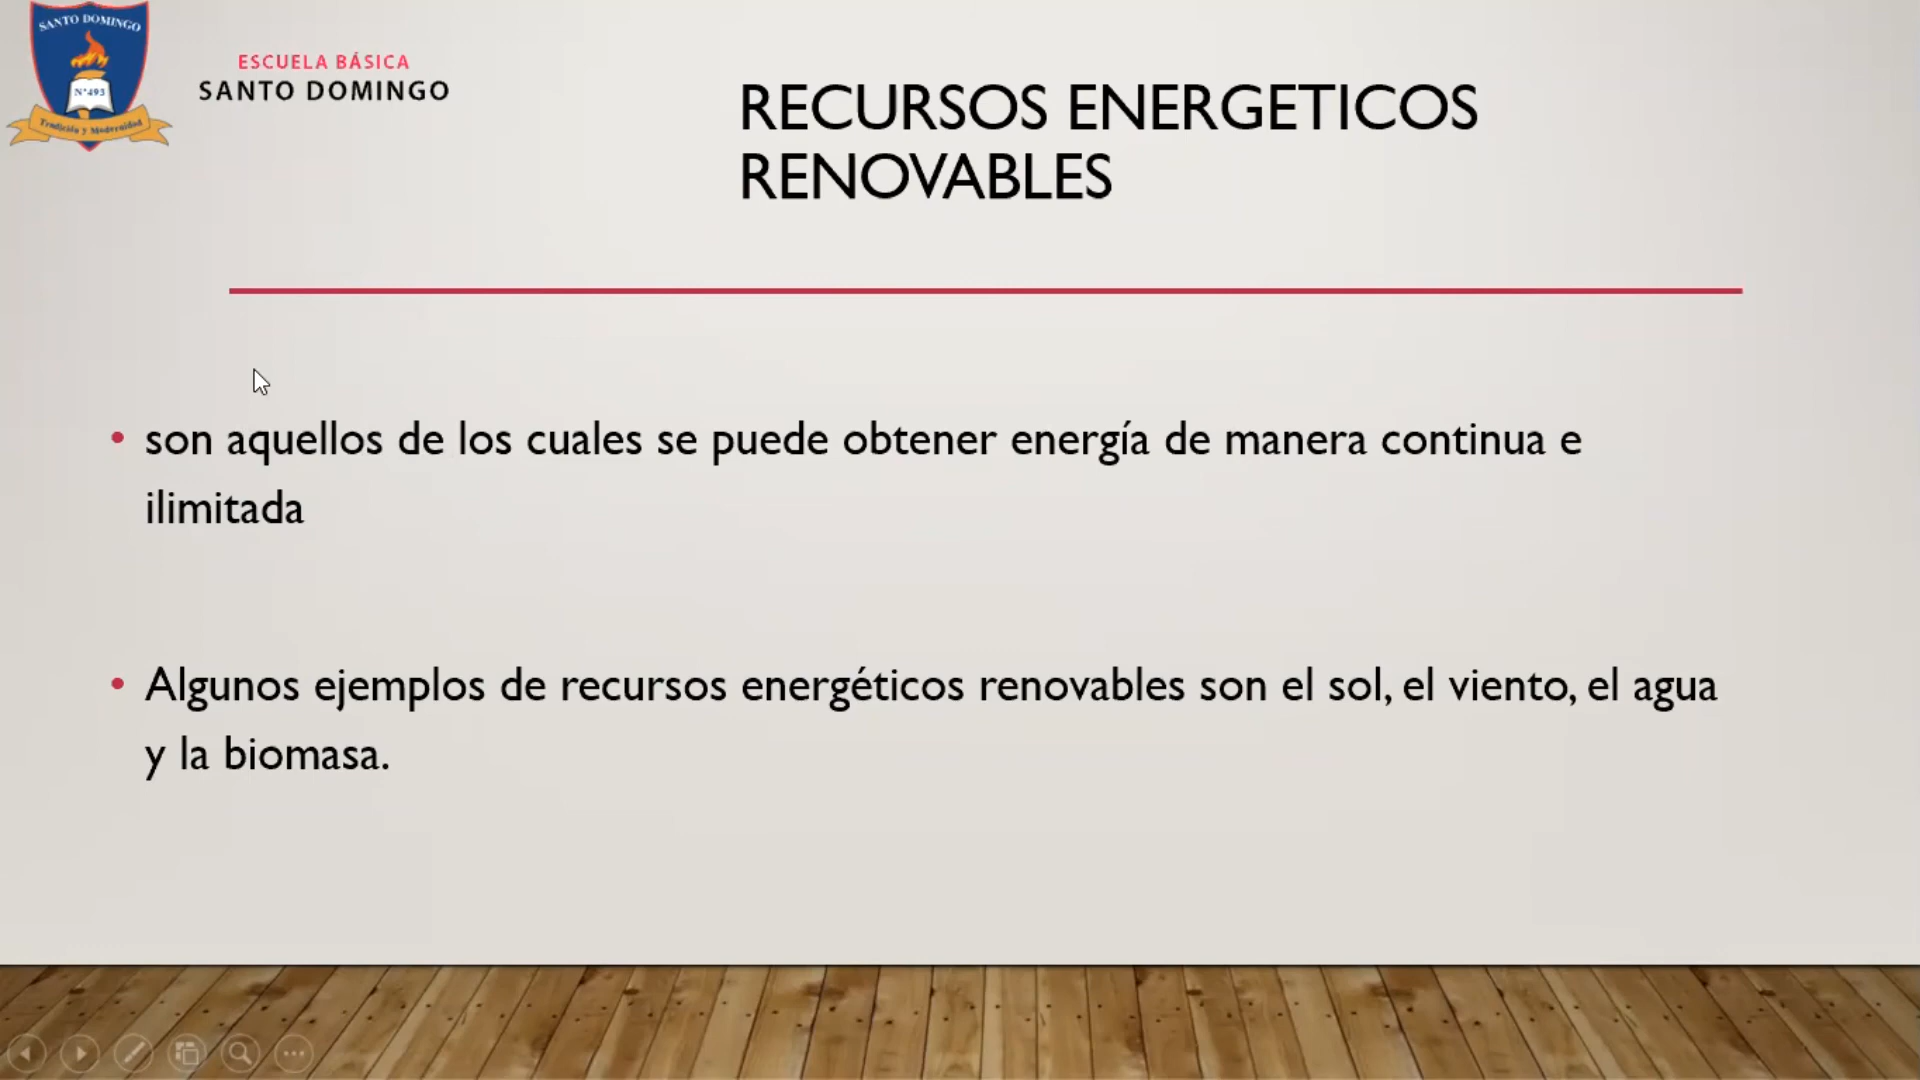 SANTO DOMINGO
N°493
Tradición y Modernidad
ESCUELA BÁSICA
SANTO DOMINGO
RECURSOS ENERGETICOS
RENOVABLES
• son aquellos de los cuales se puede obtener energía de manera continua e
ilimitada
• Algunos ejemplos de recursos energéticos renovables son el sol, el viento, el agua
y la biomasa.